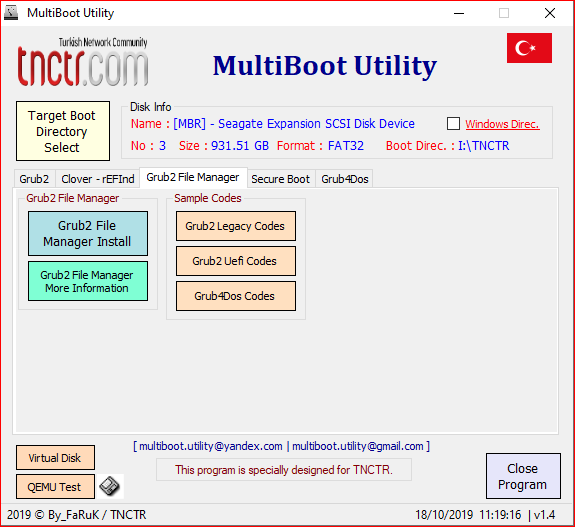 MultiBoot Utility
Turkish Network Community
tnctr.com
MultiBoot Utility
Target Boot
Directory
Select
Disk Info
Name : [MBR] - Seagate Expansion SCSI Disk Device
Windows Direc.
No : 3 Size : 931.51 GB Format : FAT32 Boot Direc. : I:\TNCTR
Grub2 Clover - rEFInd Grub2 File Manager Secure Boot Grub4Dos
Grub2 File Manager
Grub2 File
Manager Install
Grub2 File Manager
More Information
Sample Codes
Grub2 Legacy Codes
Grub2 Uefi Codes
Grub4Dos Codes
Virtual Disk
QEMU Test
[ multiboot.utility@yandex.com | multiboot.utility@gmail.com ]
This program is specially designed for TNCTR.
Close
Program
2019 © By_FaRuK / TNCTR
18/10/2019 11:19:16 | v1.4